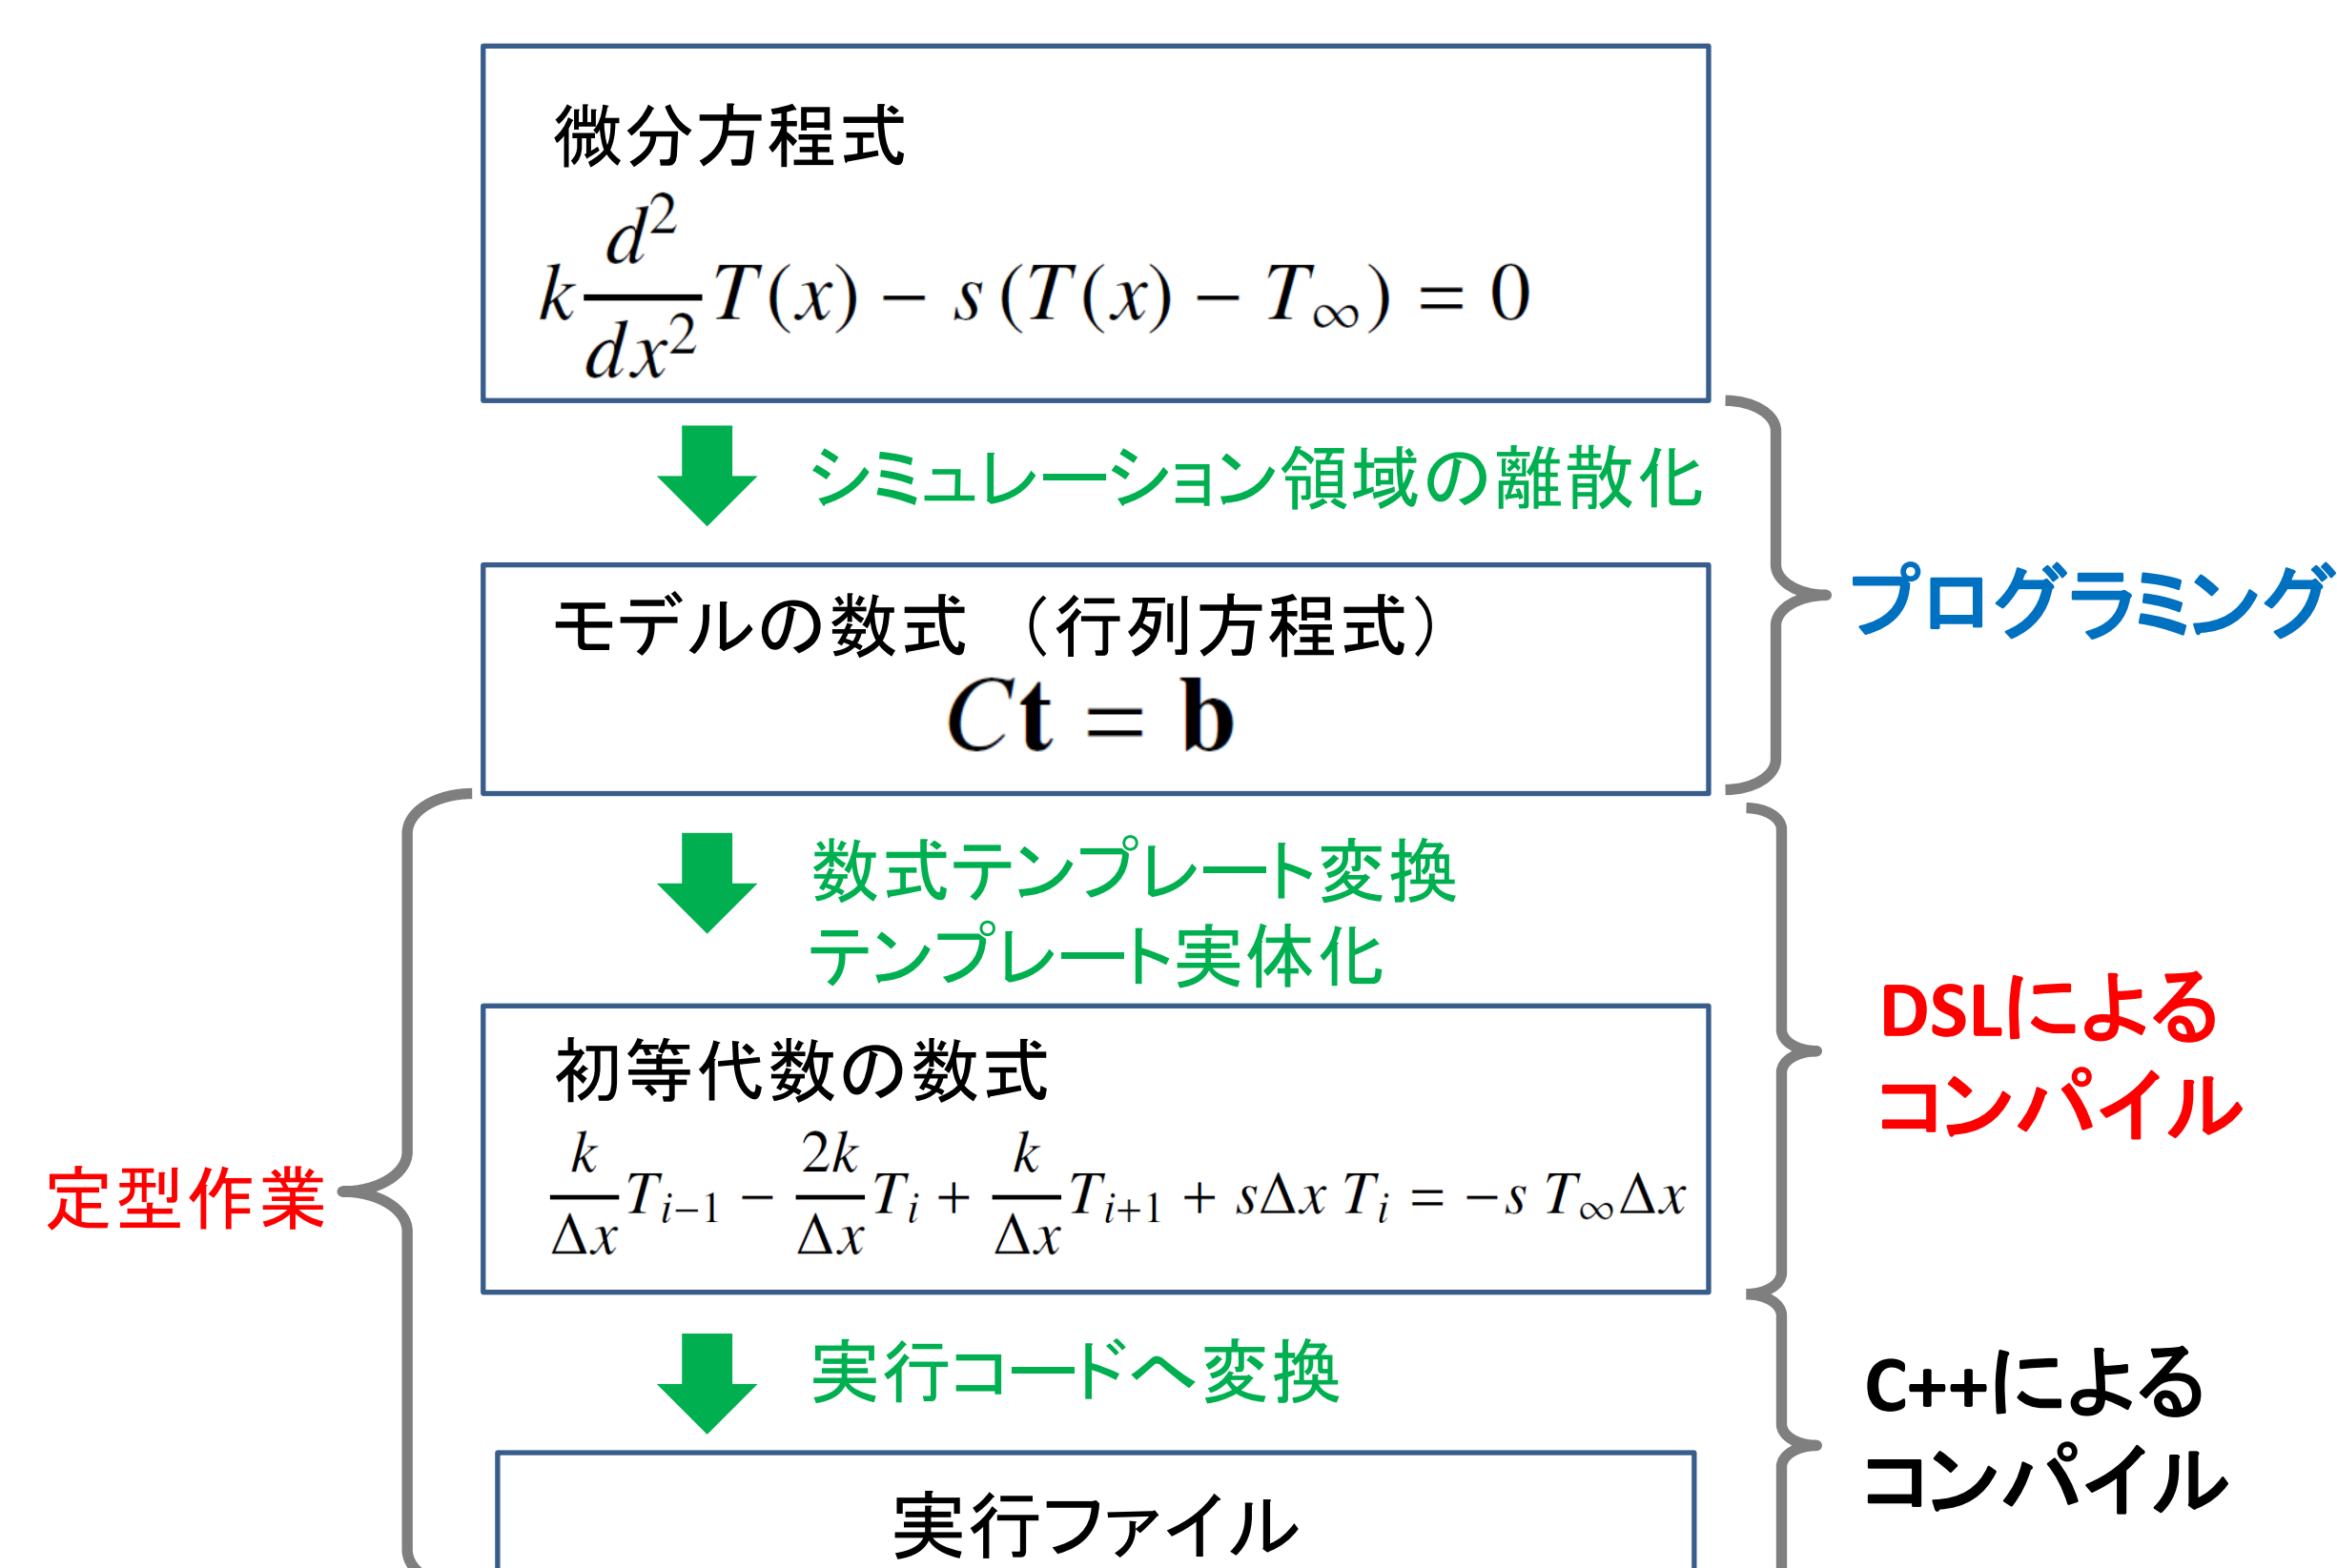 微分方程式
k d²/dx² T(x) − s (T(x) − T∞) = 0
シミュレーション領域の離散化
プログラミング
モデルの数式（行列方程式）
Ct = b
数式テンプレート変換
テンプレート実体化
DSLによる
コンパイル
初等代数の数式
k/Δx Tᵢ₋₁ − 2k/Δx Tᵢ + k/Δx Tᵢ₊₁ + sΔx Tᵢ = −s T∞Δx
定型作業
実行コードへ変換
C++による
コンパイル
実行ファイル